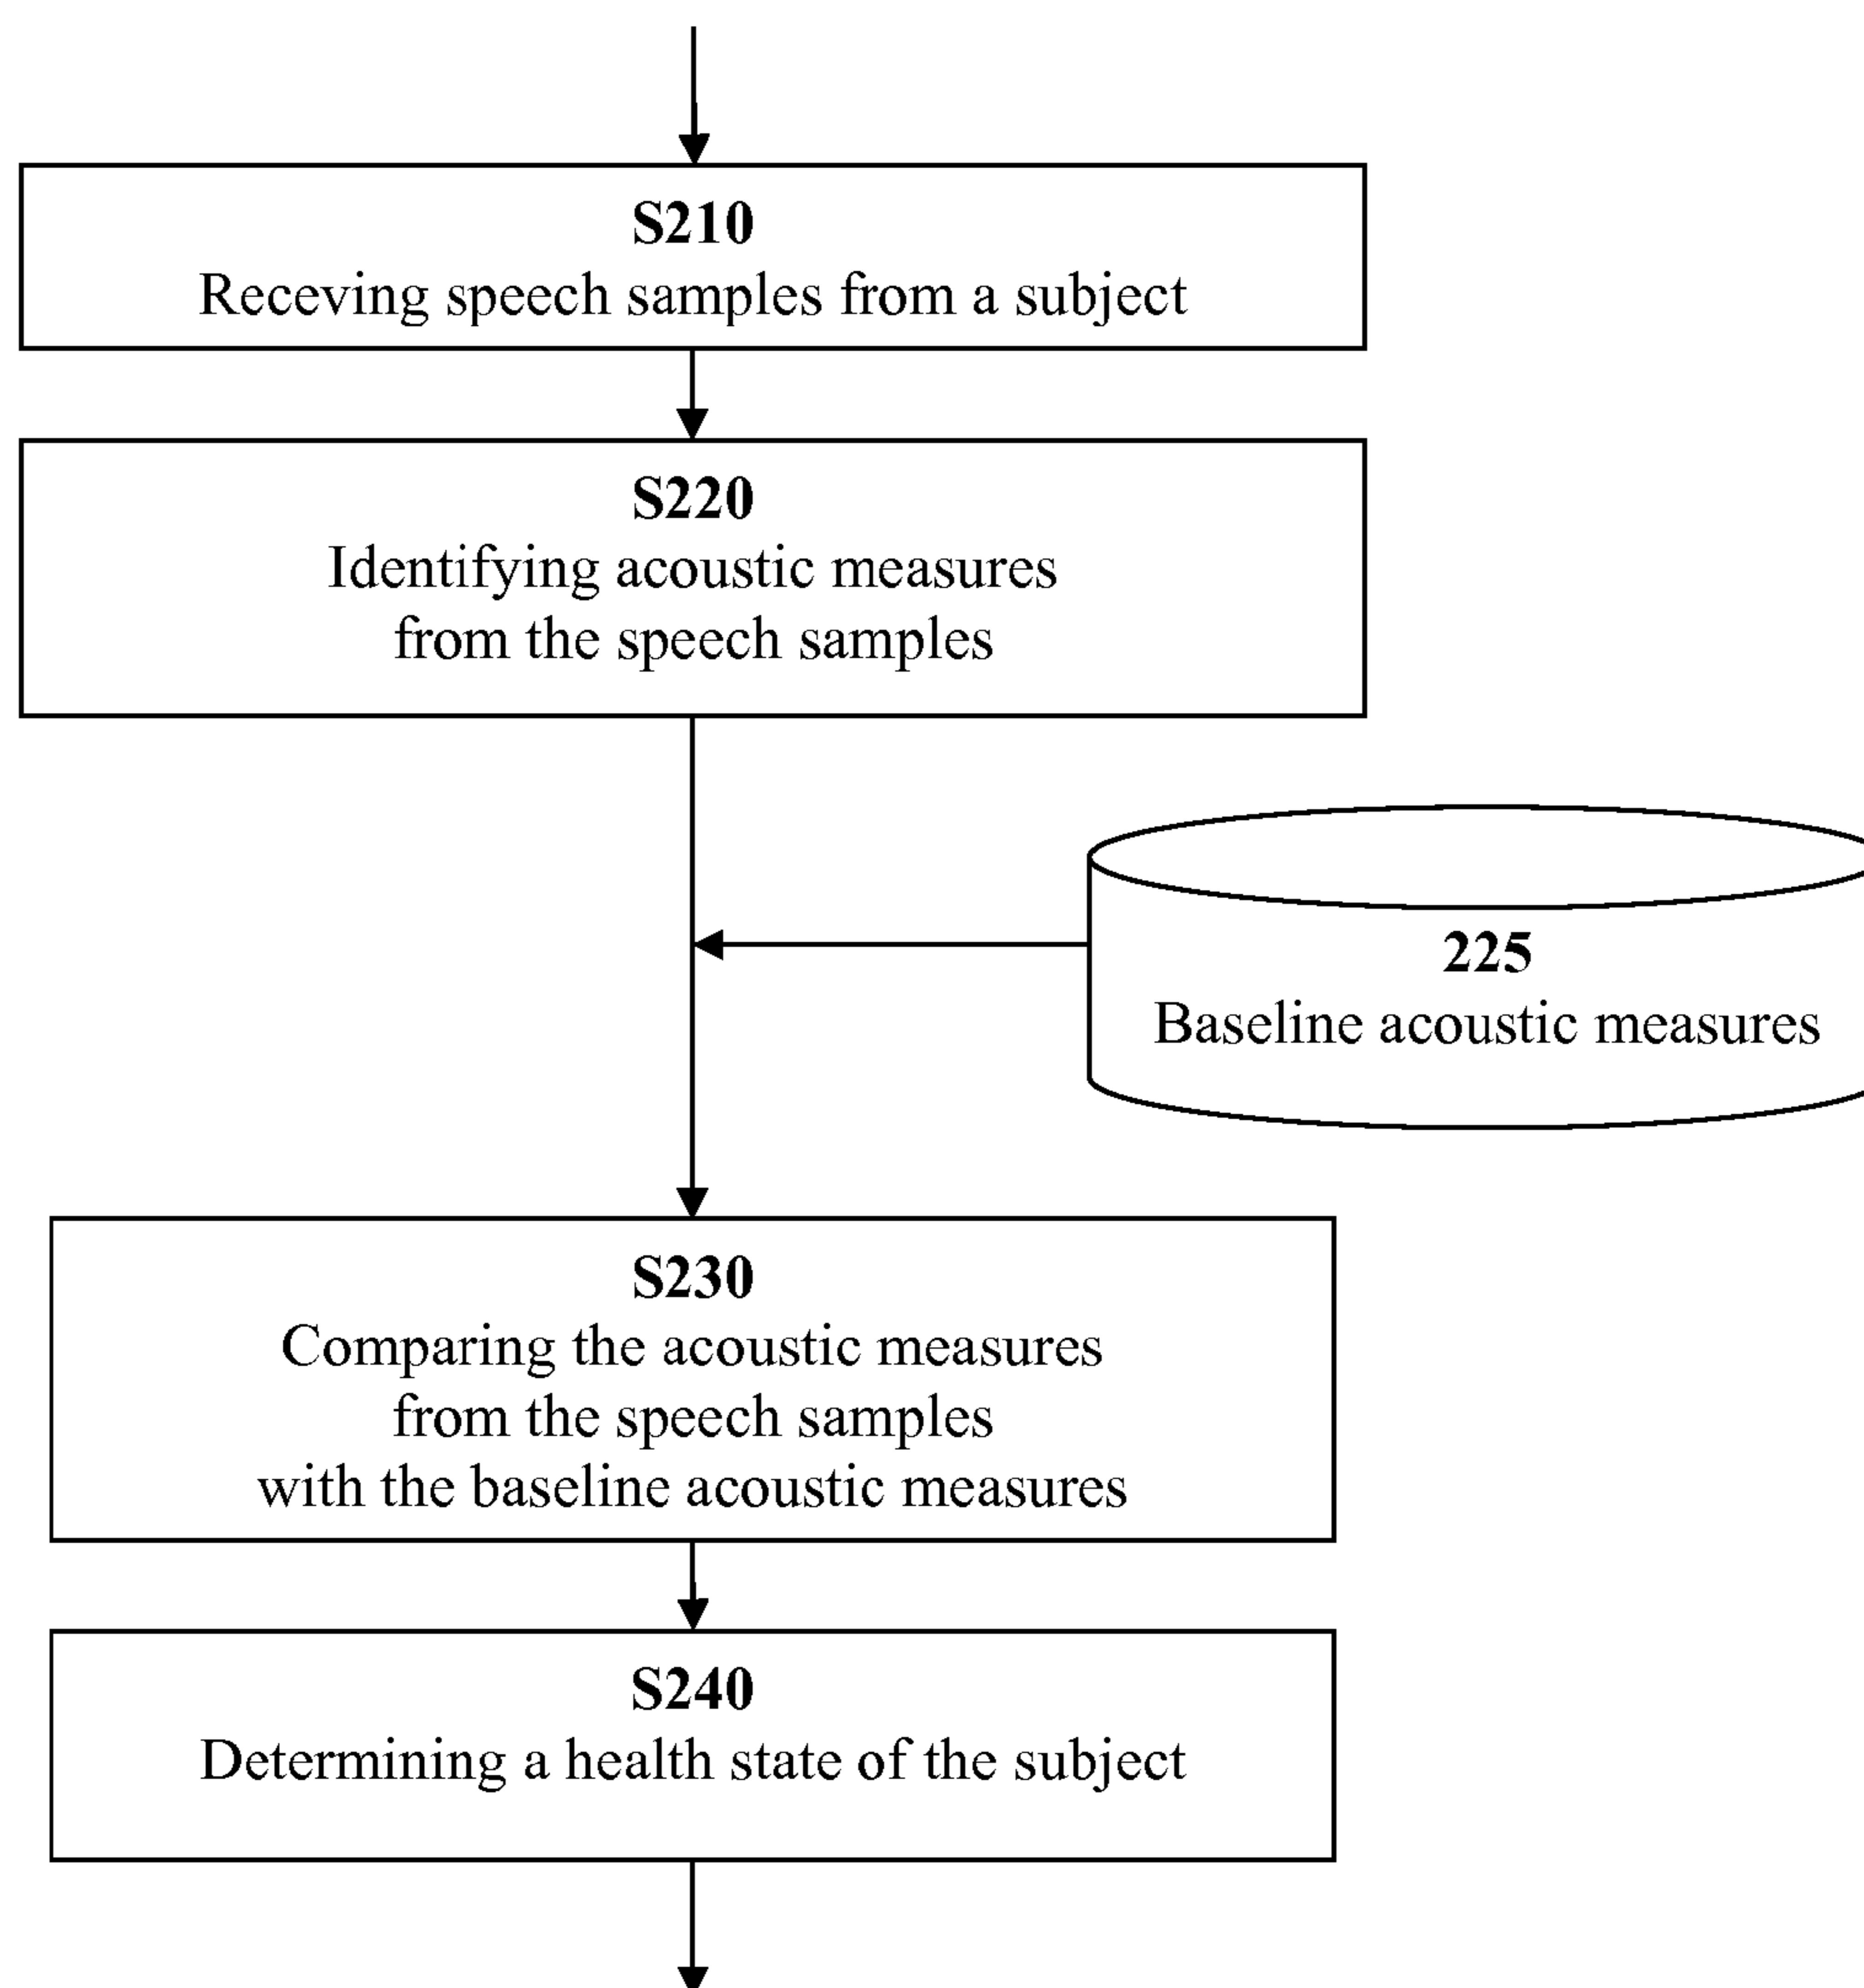 S210
Receving speech samples from a subject
S220
Identifying acoustic measures
from the speech samples
225
Baseline acoustic measures
S230
Comparing the acoustic measures
from the speech samples
with the baseline acoustic measures
S240
Determining a health state of the subject